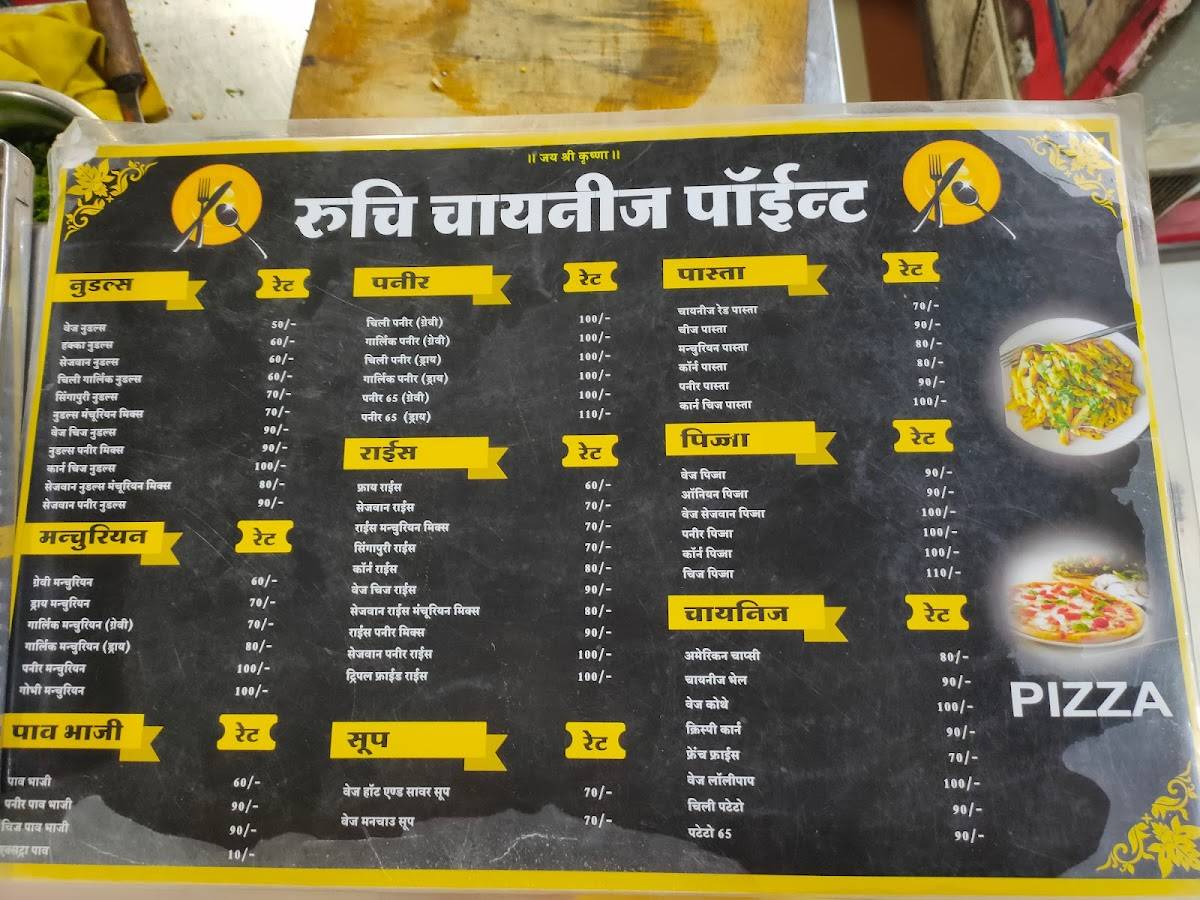 ॥ जय श्री कृष्णा ॥
रुचि चायनीज पॉईन्ट
नुडल्स रेट
वेज नुडल्स 50/-
हक्का नुडल्स 60/-
सेजवान नुडल्स 60/-
चिली गार्लिक नुडल्स 60/-
सिंगापुरी नुडल्स 70/-
नुडल्स मंचूरियन मिक्स 70/-
वेज चिज नुडल्स 90/-
नुडल्स पनीर मिक्स 90/-
कार्न चिज नुडल्स 100/-
सेजवान नुडल्स मंचूरियन मिक्स 80/-
सेजवान पनीर नुडल्स 90/-
मन्चुरियन रेट
ग्रेवी मन्चुरियन 60/-
ड्राय मन्चुरियन 70/-
गार्लिक मन्चुरियन (ग्रेवी) 70/-
गार्लिक मन्चुरियन (ड्राय) 80/-
पनीर मन्चुरियन 100/-
गोभी मन्चुरियन 100/-
पाव भाजी रेट
पाव भाजी 60/-
पनीर पाव भाजी 90/-
चिज पाव भाजी 90/-
एक्सट्रा पाव 10/-
पनीर रेट
चिली पनीर (ग्रेवी) 100/-
गार्लिक पनीर (ग्रेवी) 100/-
चिली पनीर (ड्राय) 100/-
गार्लिक पनीर (ड्राय) 100/-
पनीर 65 (ग्रेवी) 100/-
पनीर 65 (ड्राय) 110/-
राईस रेट
फ्राय राईस 60/-
सेजवान राईस 70/-
राईस मन्चुरियन मिक्स 70/-
सिंगापुरी राईस 70/-
कॉर्न राईस 80/-
वेज चिज राईस 90/-
सेजवान राईस मंचूरियन मिक्स 80/-
राईस पनीर मिक्स 90/-
सेजवान पनीर राईस 100/-
ट्रिपल फ्राईड राईस 100/-
सूप रेट
वेज हॉट एण्ड सावर सूप 70/-
वेज मनचाउ सूप 70/-
पास्ता रेट
चायनीज रेड पास्ता 70/-
चीज पास्ता 90/-
मन्चुरियन पास्ता 80/-
कॉर्न पास्ता 80/-
पनीर पास्ता 90/-
कार्न चिज पास्ता 100/-
पिज्जा रेट
वेज पिज्जा 90/-
ऑनियन पिज्जा 90/-
वेज सेजवान पिज्जा 100/-
पनीर पिज्जा 100/-
कॉर्न पिज्जा 100/-
चिज पिज्जा 110/-
चायनिज रेट
अमेरिकन चाप्सी 80/-
चायनीज भेल 90/-
वेज कोथे 100/-
क्रिस्पी कार्न 90/-
फ्रेंच फ्राईस 70/-
वेज लॉलीपाप 100/-
चिली पटेटो 90/-
पटेटो 65 90/-
PIZZA